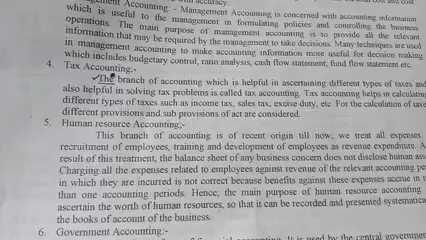 Accounting: - Management Accounting is concerned with accounting information
which is useful to the management in formulating policies and controlling the business
operations. The main purpose of management accounting is to provide all the relevant
information that may be required by the management to take decisions. Many techniques are used
in management accounting to make accounting information more useful for decision making
which includes budgetary control, ratio analysis, cash flow statement, fund flow statement etc.
4. Tax Accounting;-
The branch of accounting which is helpful in ascertaining different types of taxes and
also helpful in solving tax problems is called tax accounting. Tax accounting helps in calculating
different types of taxes such as income tax, sales tax, excise duty, etc. For the calculation of taxe
different provisions and sub provisions of act are considered.
5. Human resource Accounting;-
This branch of accounting is of recent origin till now; we treat all expenses
recruitment of employees, training and development of employees as revenue expenditure. A
result of this treatment, the balance sheet of any business concern does not disclose human ass
Charging all the expenses related to employees against revenue of the relevant accounting pe
in which they are incurred is not correct because benefits against these expenses accrue in
than one accounting periods. Hence, the main purpose of human resource accounting
ascertain the worth of human resources, so that it can be recorded and presented systematica
the books of account of the business.
6. Government Accounting:-
accounting. It is used by the central governmen